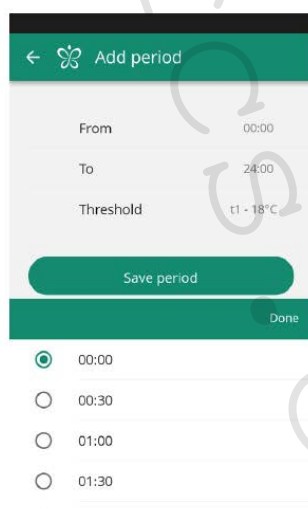 Add period
From 00:00
To 24:00
Threshold t1 - 18°C
Save period
Done
00:00
00:30
01:00
01:30